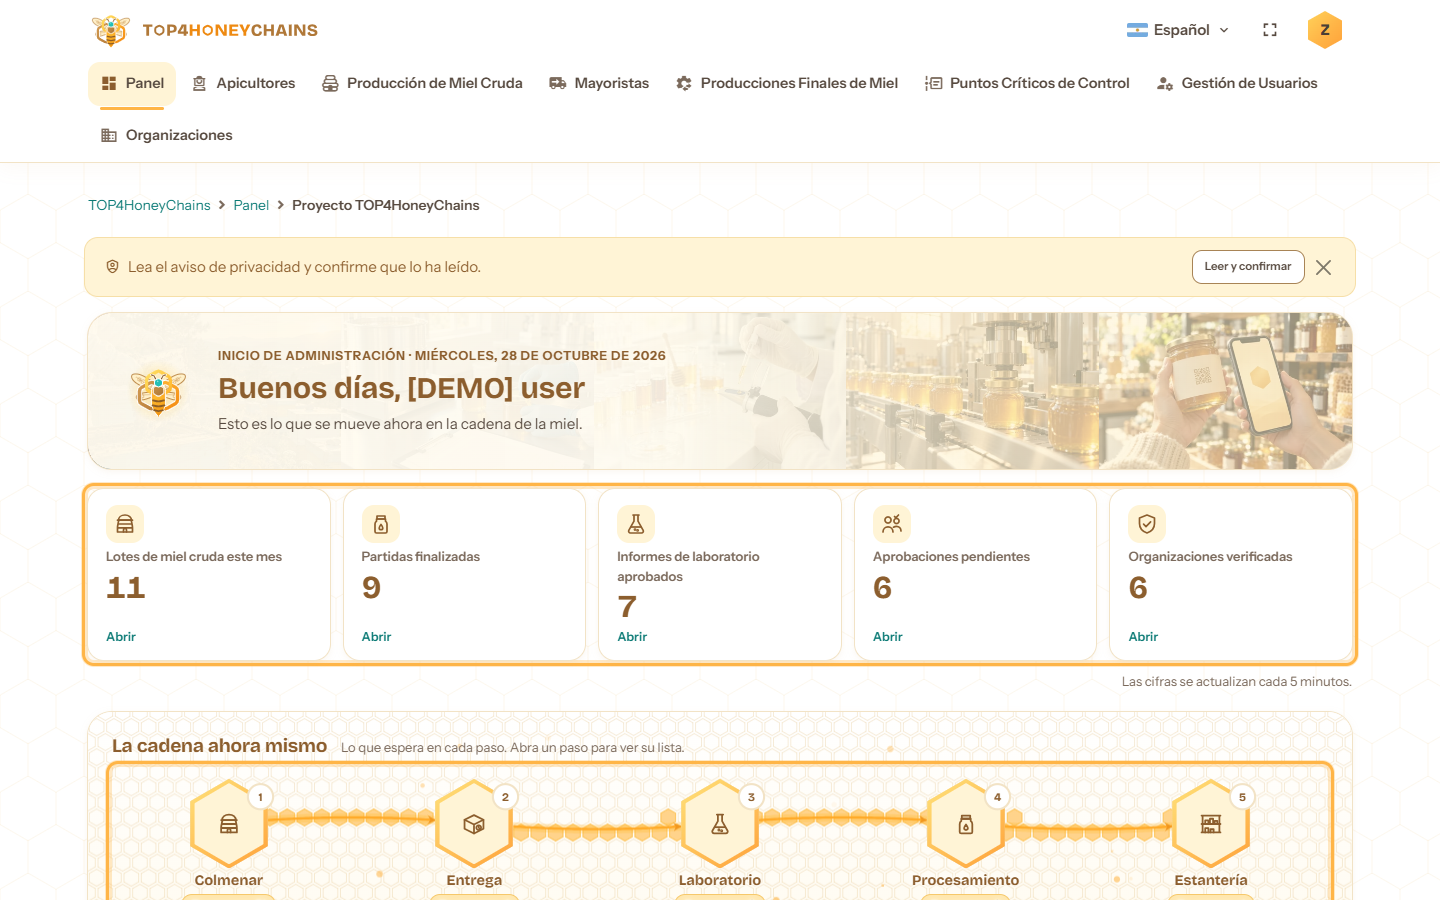 TOP4HONEYCHAINS
Español
Z
Panel
Apicultores
Producción de Miel Cruda
Mayoristas
Producciones Finales de Miel
Puntos Críticos de Control
Gestión de Usuarios
Organizaciones
TOP4HoneyChains > Panel > Proyecto TOP4HoneyChains
Lea el aviso de privacidad y confirme que lo ha leído.
Leer y confirmar
INICIO DE ADMINISTRACIÓN · MIÉRCOLES, 28 DE OCTUBRE DE 2026
Buenos días, [DEMO] user
Esto es lo que se mueve ahora en la cadena de la miel.
Lotes de miel cruda este mes
11
Abrir
Partidas finalizadas
9
Abrir
Informes de laboratorio
aprobados
7
Abrir
Aprobaciones pendientes
6
Abrir
Organizaciones verificadas
6
Abrir
Las cifras se actualizan cada 5 minutos.
La cadena ahora mismo
Lo que espera en cada paso. Abra un paso para ver su lista.
1
Colmenar
2
Entrega
3
Laboratorio
4
Procesamiento
5
Estantería